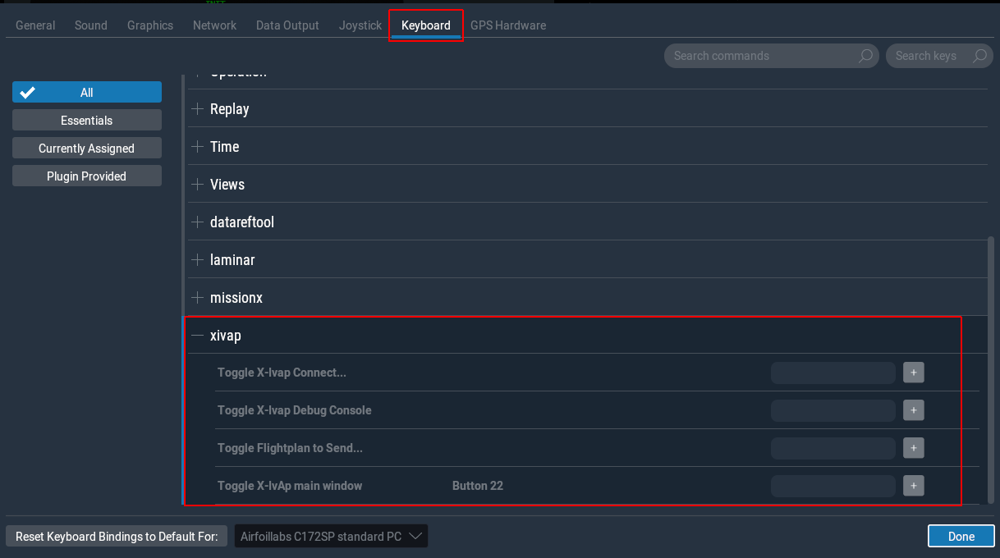 General Sound Graphics Network Data Output Joystick Keyboard GPS Hardware
Search commands Search keys
All
Essentials
Currently Assigned
Plugin Provided
Operation
Replay
Time
Views
datareftool
laminar
missionx
xivap
Toggle X-Ivap Connect...
+
Toggle X-Ivap Debug Console
+
Toggle Flightplan to Send...
+
Toggle X-IvAp main window Button 22
+
Reset Keyboard Bindings to Default For: Airfoillabs C172SP standard PC Done